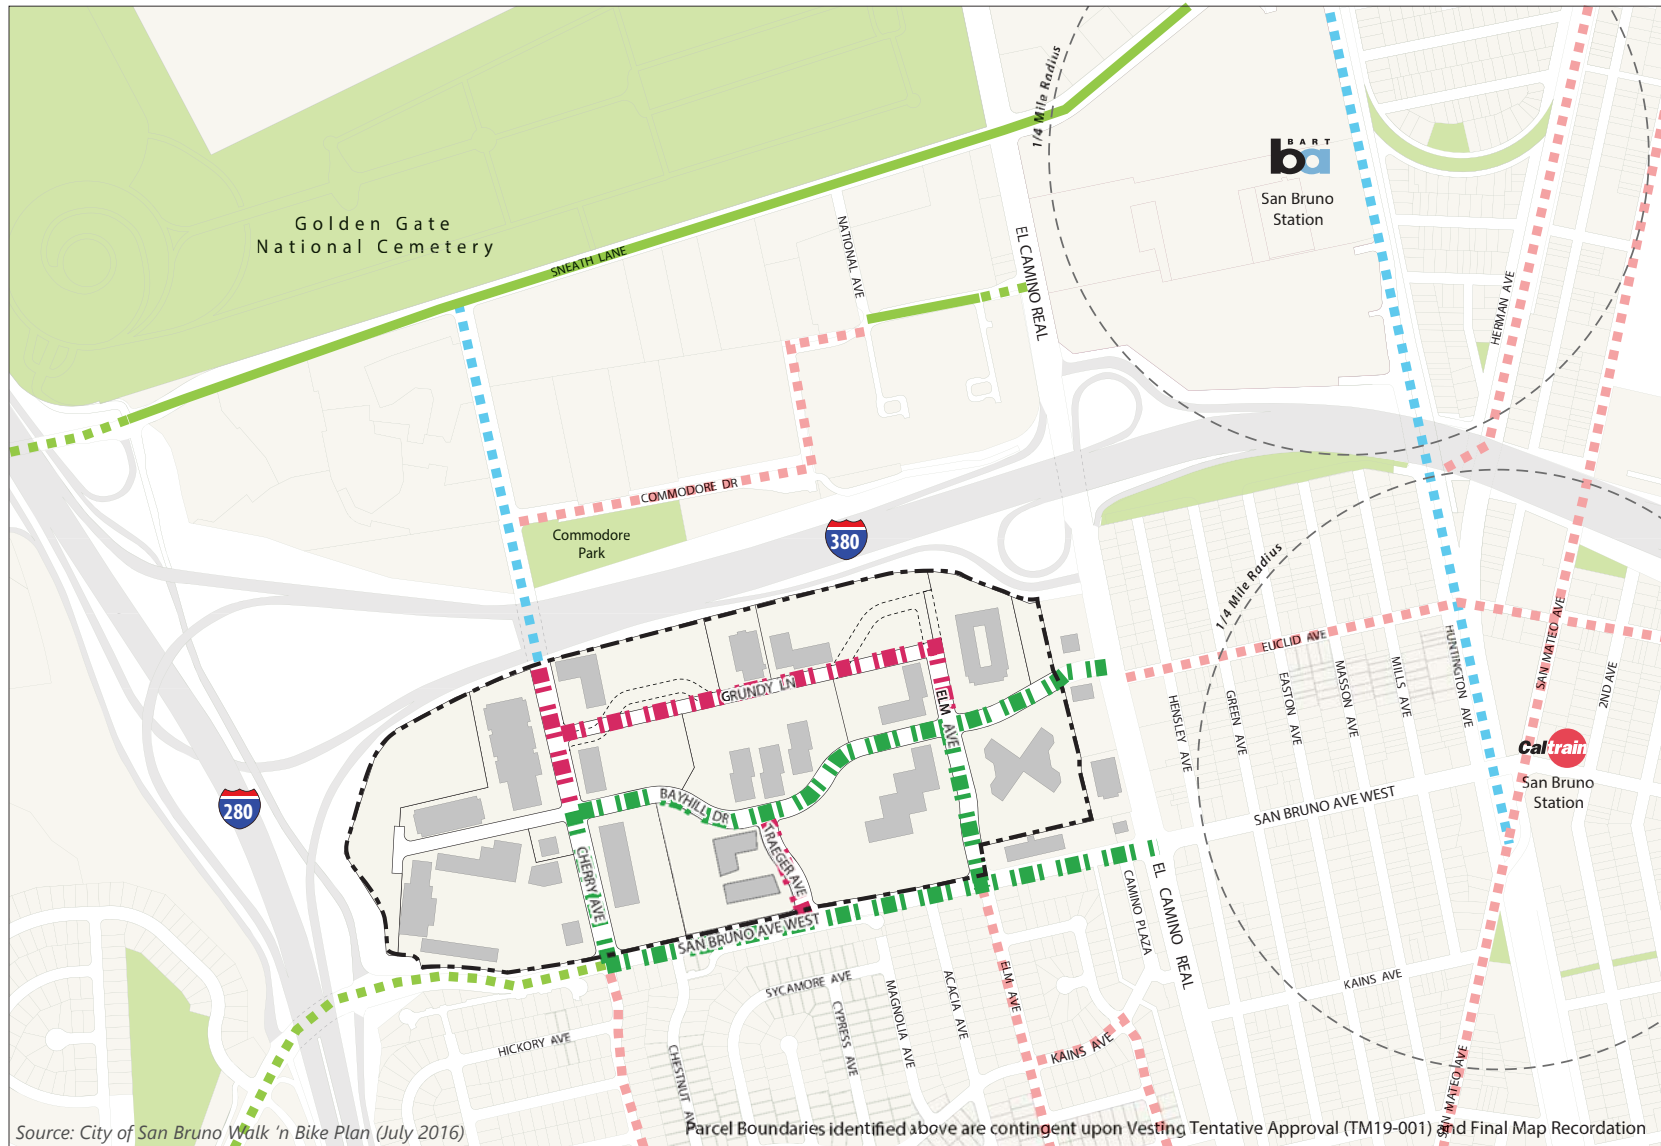 1/4 Mile Radius
BART
ba
San Bruno
Station
Golden Gate
National Cemetery
SNEATH LANE
NATIONAL AVE
EL CAMINO REAL
HERMAN AVE
COMMODORE DR
Commodore
Park
380
1/4 Mile Radius
EUCLID AVE
HUNTINGTON AVE
SAN MATEO AVE
2ND AVE
MILLS AVE
MASSON AVE
EASTON AVE
GREEN AVE
HENSLEY AVE
GRUNDY LN
ELM AVE
Caltrain
San Bruno
Station
280
BAYHILL DR
TRAEGER AVE
CHERRY AVE
SAN BRUNO AVE WEST
SAN BRUNO AVE WEST
CAMINO PLAZA
EL CAMINO REAL
KAINS AVE
SYCAMORE AVE
CYPRESS AVE
MAGNOLIA AVE
ACACIA AVE
ELM AVE
KAINS AVE
HICKORY AVE
CHESTNUT AVE
SAN MATEO AVE
Source: City of San Bruno Walk 'n Bike Plan (July 2016)
Parcel Boundaries identified above are contingent upon Vesting Tentative Approval (TM19-001) and Final Map Recordation